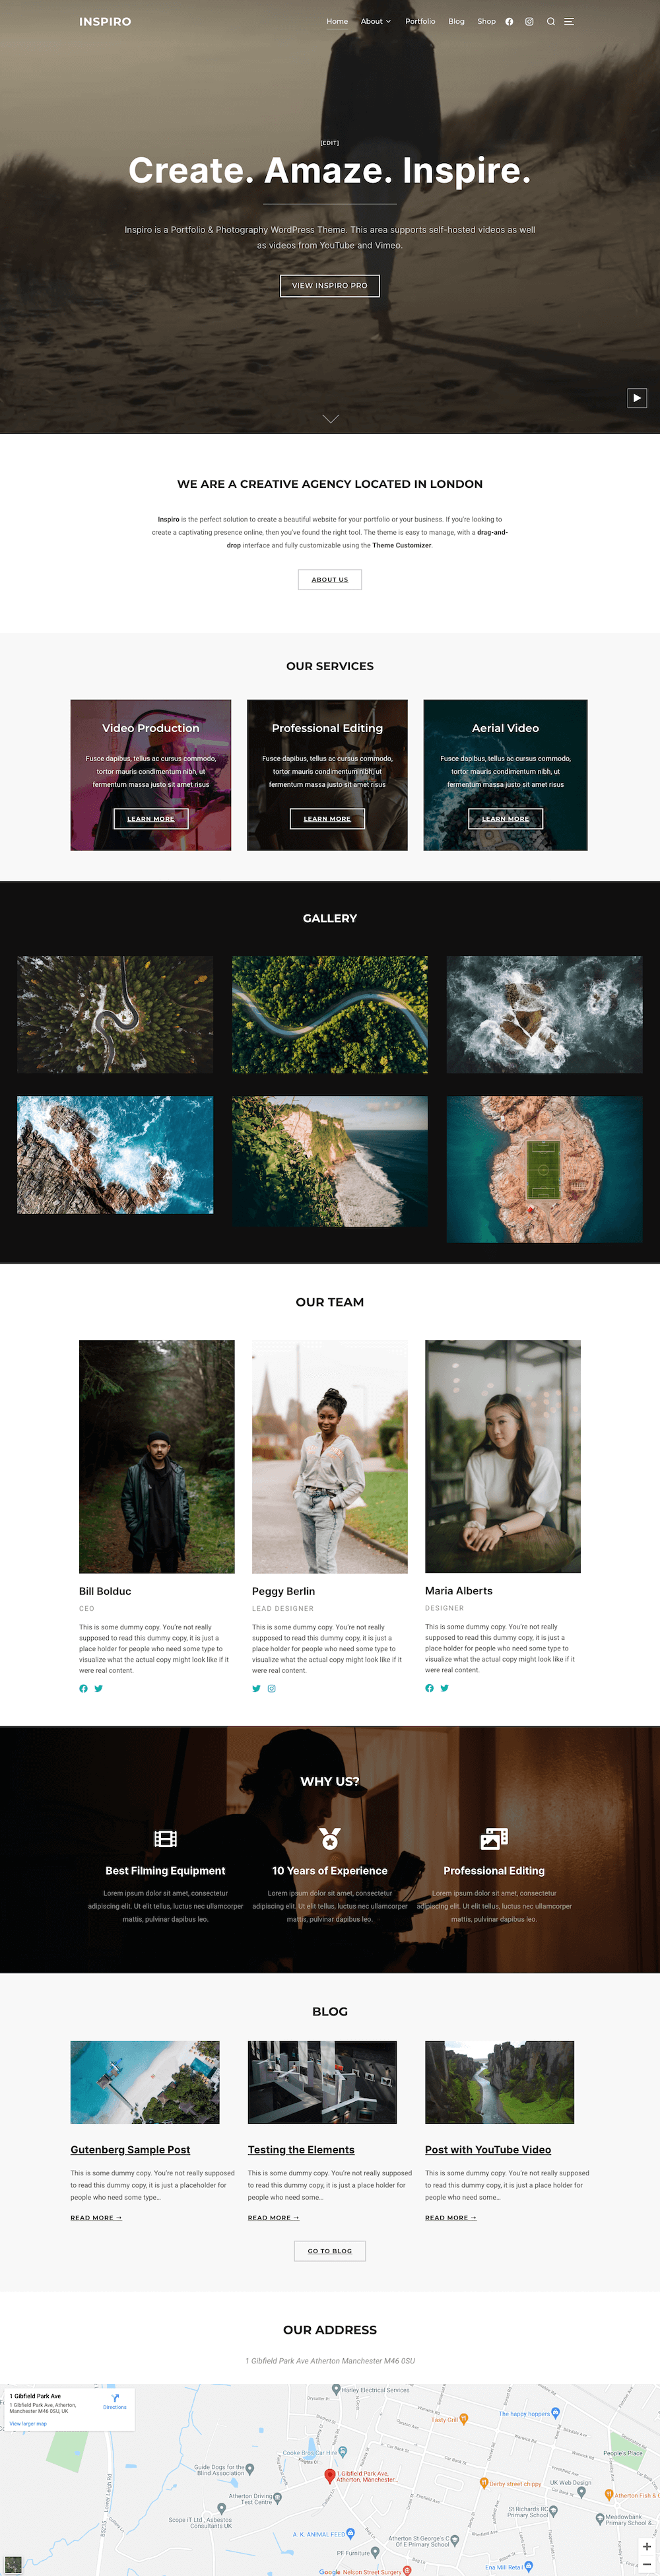 INSPIRO
Home About Portfolio Blog Shop
[EDIT]
Create. Amaze. Inspire.
Inspiro is a Portfolio & Photography WordPress Theme. This area supports self-hosted videos as well
as videos from YouTube and Vimeo.
VIEW INSPIRO PRO
WE ARE A CREATIVE AGENCY LOCATED IN LONDON
Inspiro is the perfect solution to create a beautiful website for your portfolio or your business. If you're looking to
create a captivating presence online, then you've found the right tool. The theme is easy to manage, with a drag-and-
drop interface and fully customizable using the Theme Customizer.
ABOUT US
OUR SERVICES
Video Production
Fusce dapibus, tellus ac cursus commodo,
tortor mauris condimentum nibh, ut
fermentum massa justo sit amet risus
LEARN MORE
Professional Editing
Fusce dapibus, tellus ac cursus commodo,
tortor mauris condimentum nibh, ut
fermentum massa justo sit amet risus
LEARN MORE
Aerial Video
Fusce dapibus, tellus ac cursus commodo,
tortor mauris condimentum nibh, ut
fermentum massa justo sit amet risus
LEARN MORE
GALLERY
OUR TEAM
Bill Bolduc
CEO
This is some dummy copy. You're not really
supposed to read this dummy copy, it is just a
place holder for people who need some type to
visualize what the actual copy might look like if it
were real content.
Peggy Berlin
LEAD DESIGNER
This is some dummy copy. You're not really
supposed to read this dummy copy, it is just a
place holder for people who need some type to
visualize what the actual copy might look like if it
were real content.
Maria Alberts
DESIGNER
This is some dummy copy. You're not really
supposed to read this dummy copy, it is just a
place holder for people who need some type to
visualize what the actual copy might look like if it
were real content.
WHY US?
Best Filming Equipment
Lorem ipsum dolor sit amet, consectetur
adipiscing elit. Ut elit tellus, luctus nec ullamcorper
mattis, pulvinar dapibus leo.
10 Years of Experience
Lorem ipsum dolor sit amet, consectetur
adipiscing elit. Ut elit tellus, luctus nec ullamcorper
mattis, pulvinar dapibus leo.
Professional Editing
Lorem ipsum dolor sit amet, consectetur
adipiscing elit. Ut elit tellus, luctus nec ullamcorper
mattis, pulvinar dapibus leo.
BLOG
Gutenberg Sample Post
This is some dummy copy. You're not really supposed
to read this dummy copy, it is just a placeholder for
people who need some type...
READ MORE →
Testing the Elements
This is some dummy copy. You're not really supposed
to read this dummy copy, it is just a place holder for
people who need some...
READ MORE →
Post with YouTube Video
This is some dummy copy. You're not really supposed
to read this dummy copy, it is just a place holder for
people who need some...
READ MORE →
GO TO BLOG
OUR ADDRESS
1 Gibfield Park Ave Atherton Manchester M46 0SU
1 Gibfield Park Ave
1 Gibfield Park Ave, Atherton,
Manchester M46 0SU, UK
Directions
View larger map
Harley Electrical Services
The happy hoppers
Tasty Grill
Cooke Bros Car Hire
People's Place
Guide Dogs for the
Blind Association
1 Gibfield Park Ave,
Atherton, Manchester...
Derby street chippy
UK Web Design
Atherton Driving
Test Centre
Atherton Fish &
Lower Leigh Rd
B5235
Scope IT Ltd., Asbestos
Consultants UK
St Richards RC
Primary School
Meadowbank
Primary School &...
A. K. ANIMAL FEED
Atherton St George's C
Of E Primary School
PF Furniture
Google
Nelson Street Surgery
Ena Mill Retail